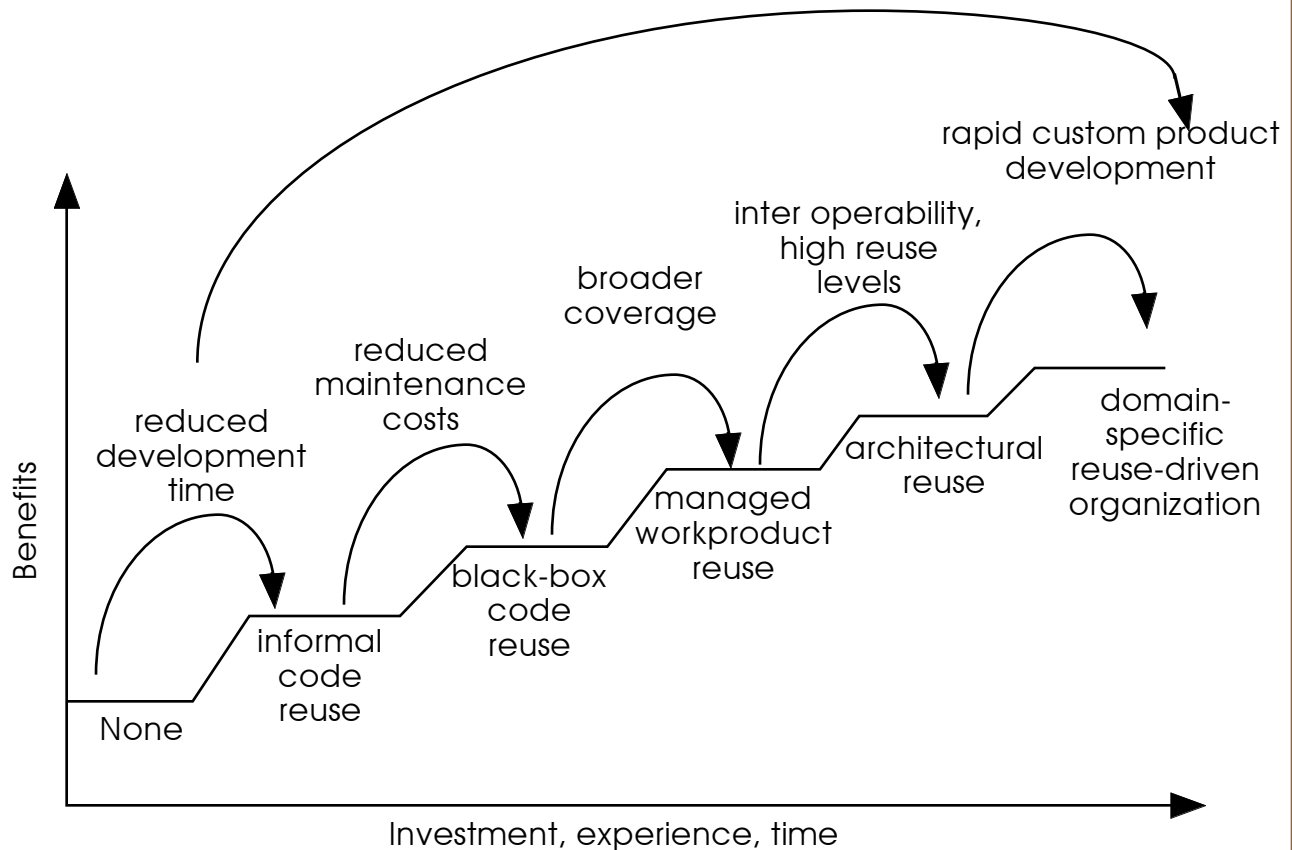 rapid custom product
development
inter operability,
high reuse
levels
broader
coverage
reduced
maintenance
costs
reduced
development
time
domain-
specific
reuse-driven
organization
architectural
reuse
managed
workproduct
reuse
black-box
code
reuse
informal
code
reuse
None
Benefits
Investment, experience, time